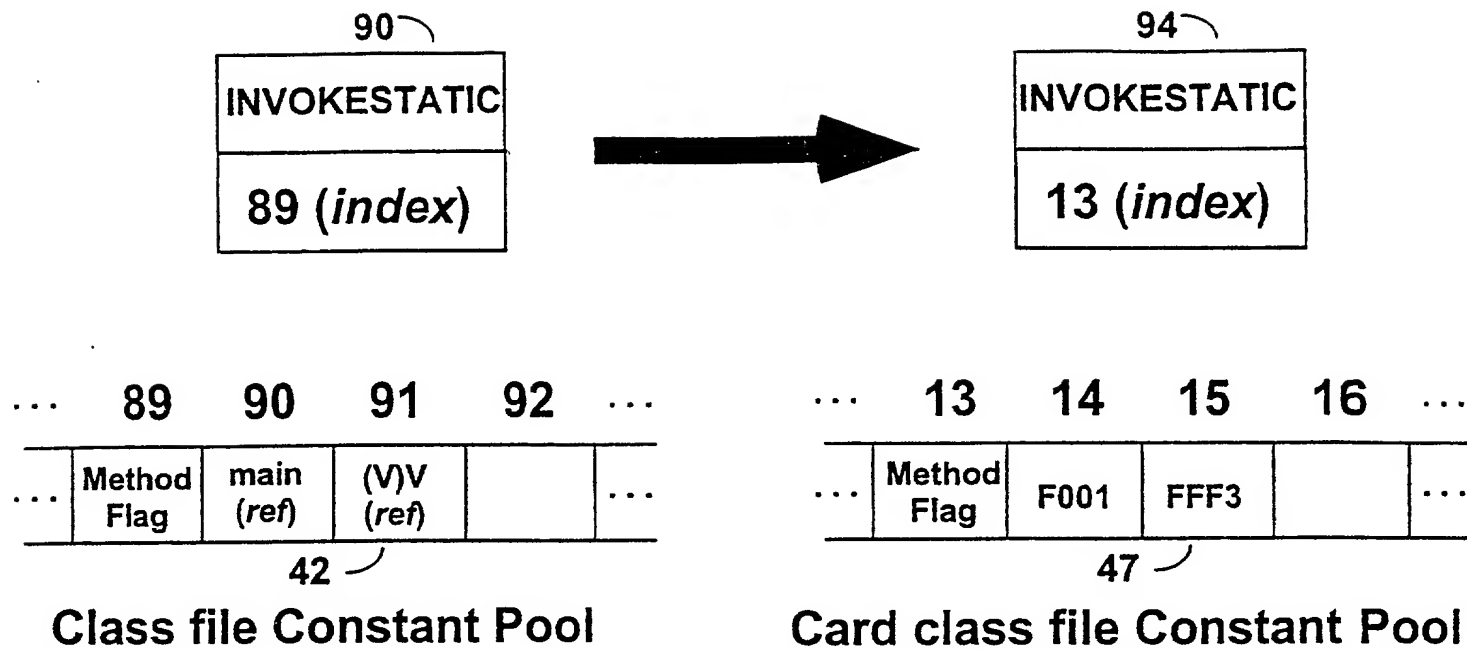 90
INVOKESTATIC
89 (index)
94
INVOKESTATIC
13 (index)
... 89 90 91 92 ...
... Method Flag main (ref) (V)V (ref) ...
42
Class file Constant Pool
... 13 14 15 16 ...
... Method Flag F001 FFF3 ...
47
Card class file Constant Pool